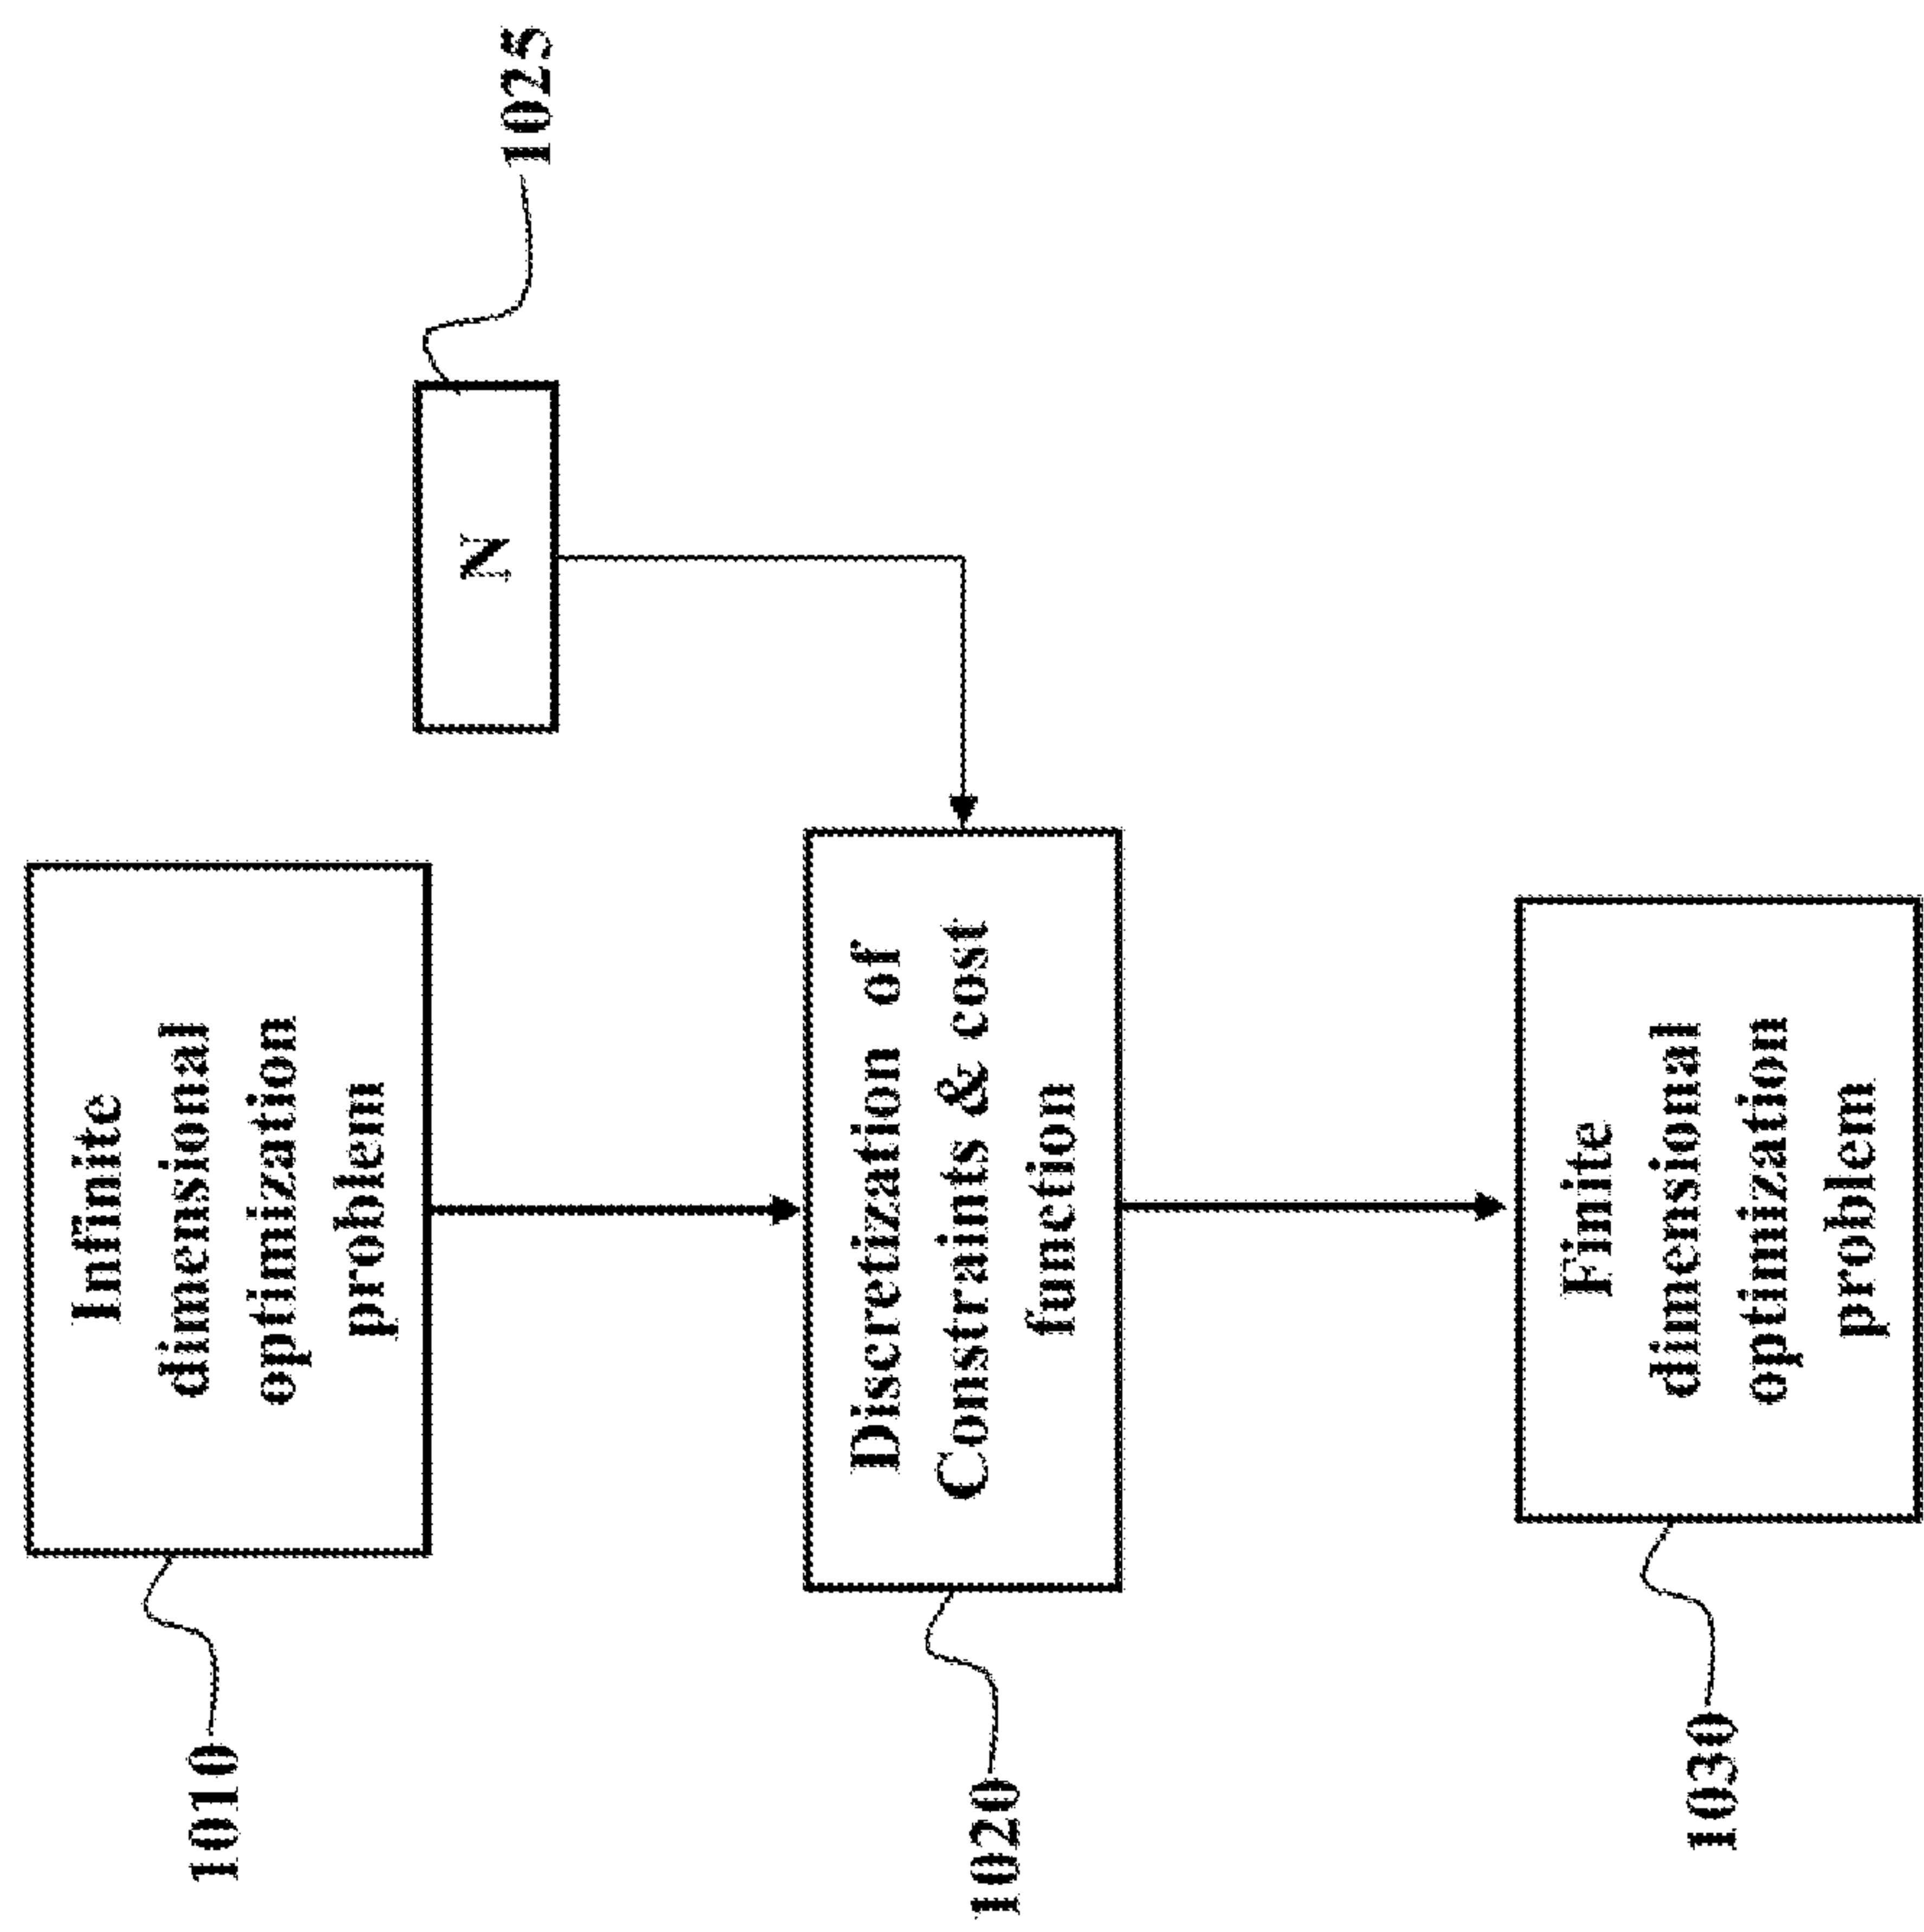 Infinite
dimensional
optimization
problem
1010
N
1025
Discretization of
Constraints & cost
function
1020
Finite
dimensional
optimization
problem
1030